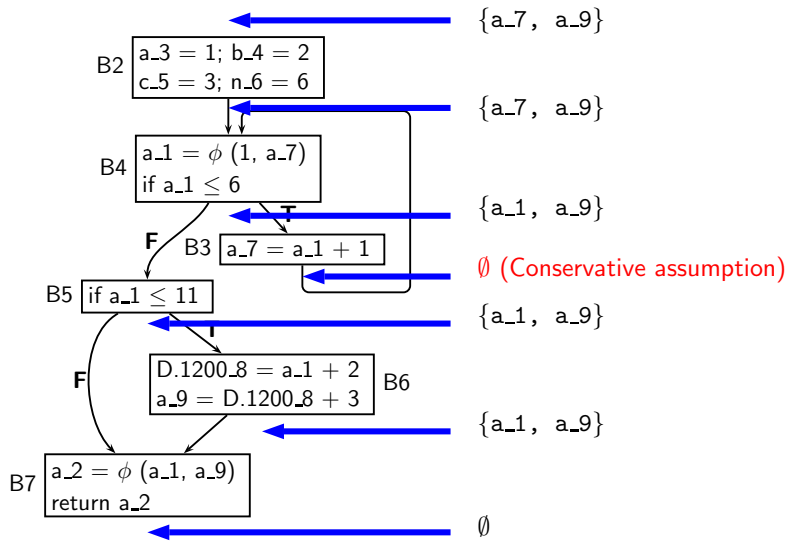 {a_7, a_9}
B2
a_3 = 1; b_4 = 2
c_5 = 3; n_6 = 6
{a_7, a_9}
B4
a_1 = ϕ (1, a_7)
if a_1 ≤ 6
{a_1, a_9}
T
F
B3
a_7 = a_1 + 1
∅ (Conservative assumption)
B5
if a_1 ≤ 11
{a_1, a_9}
T
F
D.1200_8 = a_1 + 2
a_9 = D.1200_8 + 3
B6
{a_1, a_9}
B7
a_2 = ϕ (a_1, a_9)
return a_2
∅